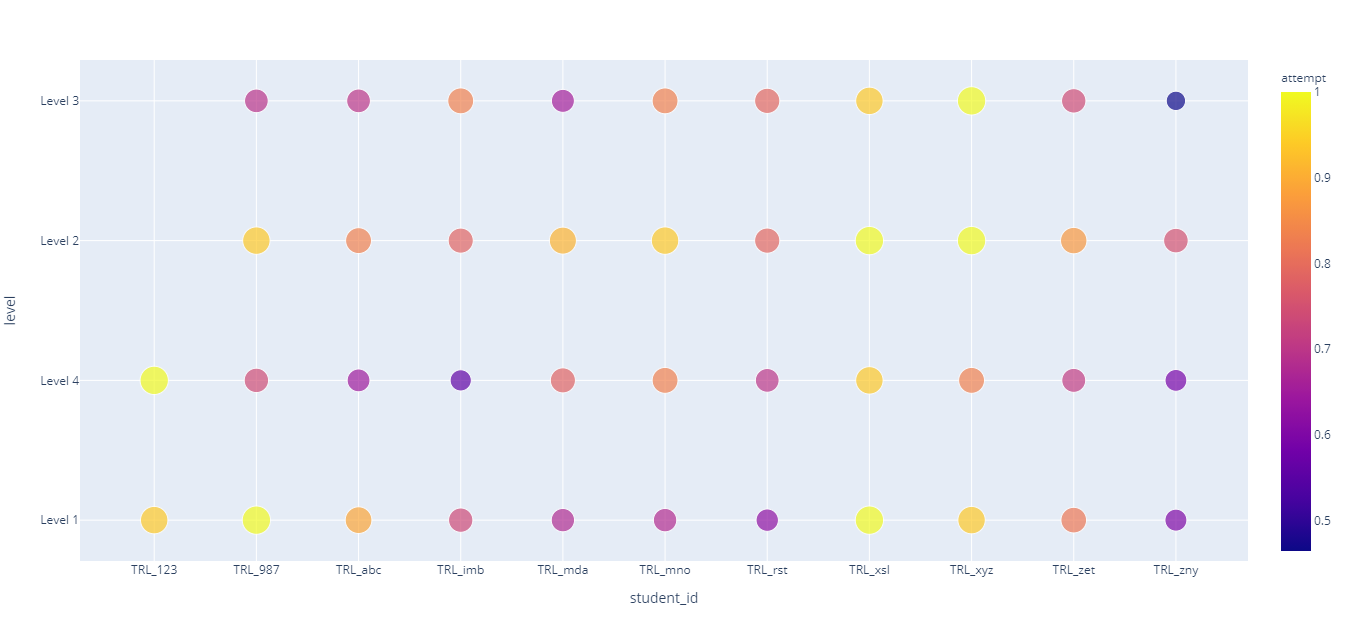 attempt
1
0.9
0.8
0.7
0.6
0.5
level
Level 3
Level 2
Level 4
Level 1
TRL_123 TRL_987 TRL_abc TRL_imb TRL_mda TRL_mno TRL_rst TRL_xsl TRL_xyz TRL_zet TRL_zny
student_id